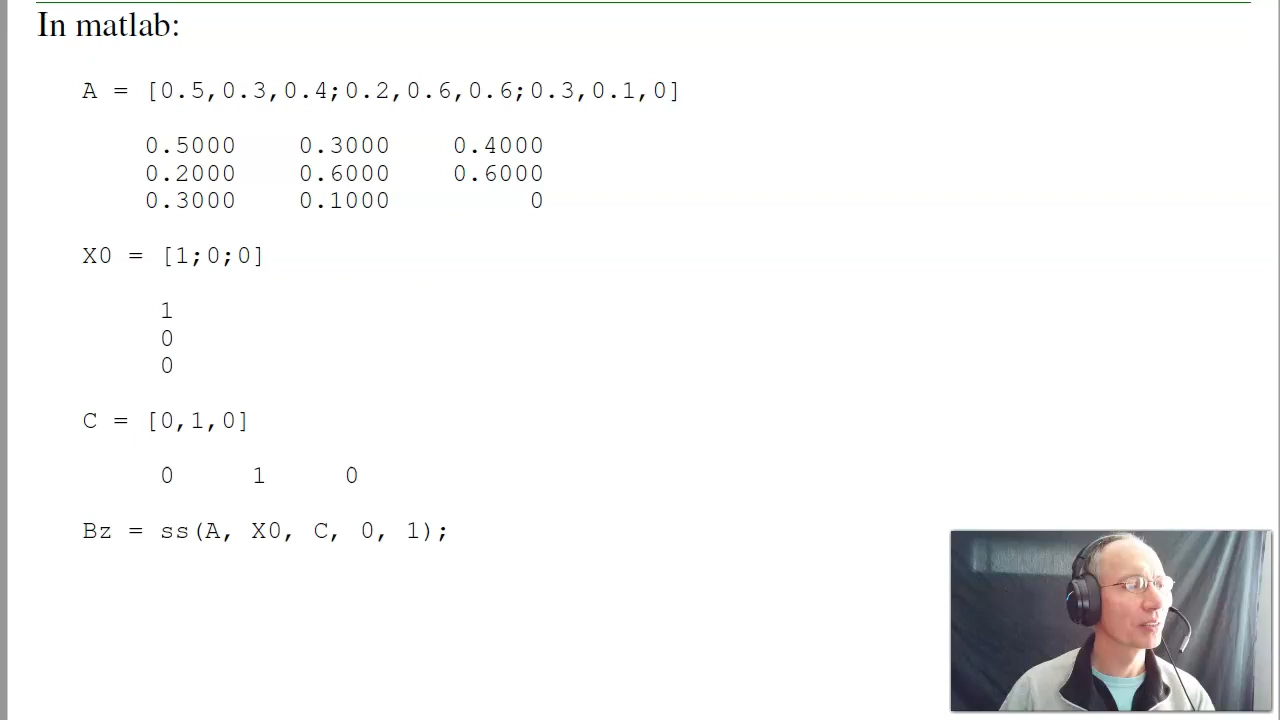 In matlab:
A = [0.5,0.3,0.4;0.2,0.6,0.6;0.3,0.1,0]
0.5000 0.3000 0.4000
0.2000 0.6000 0.6000
0.3000 0.1000 0
X0 = [1;0;0]
1
0
0
C = [0,1,0]
0 1 0
Bz = ss(A, X0, C, 0, 1);